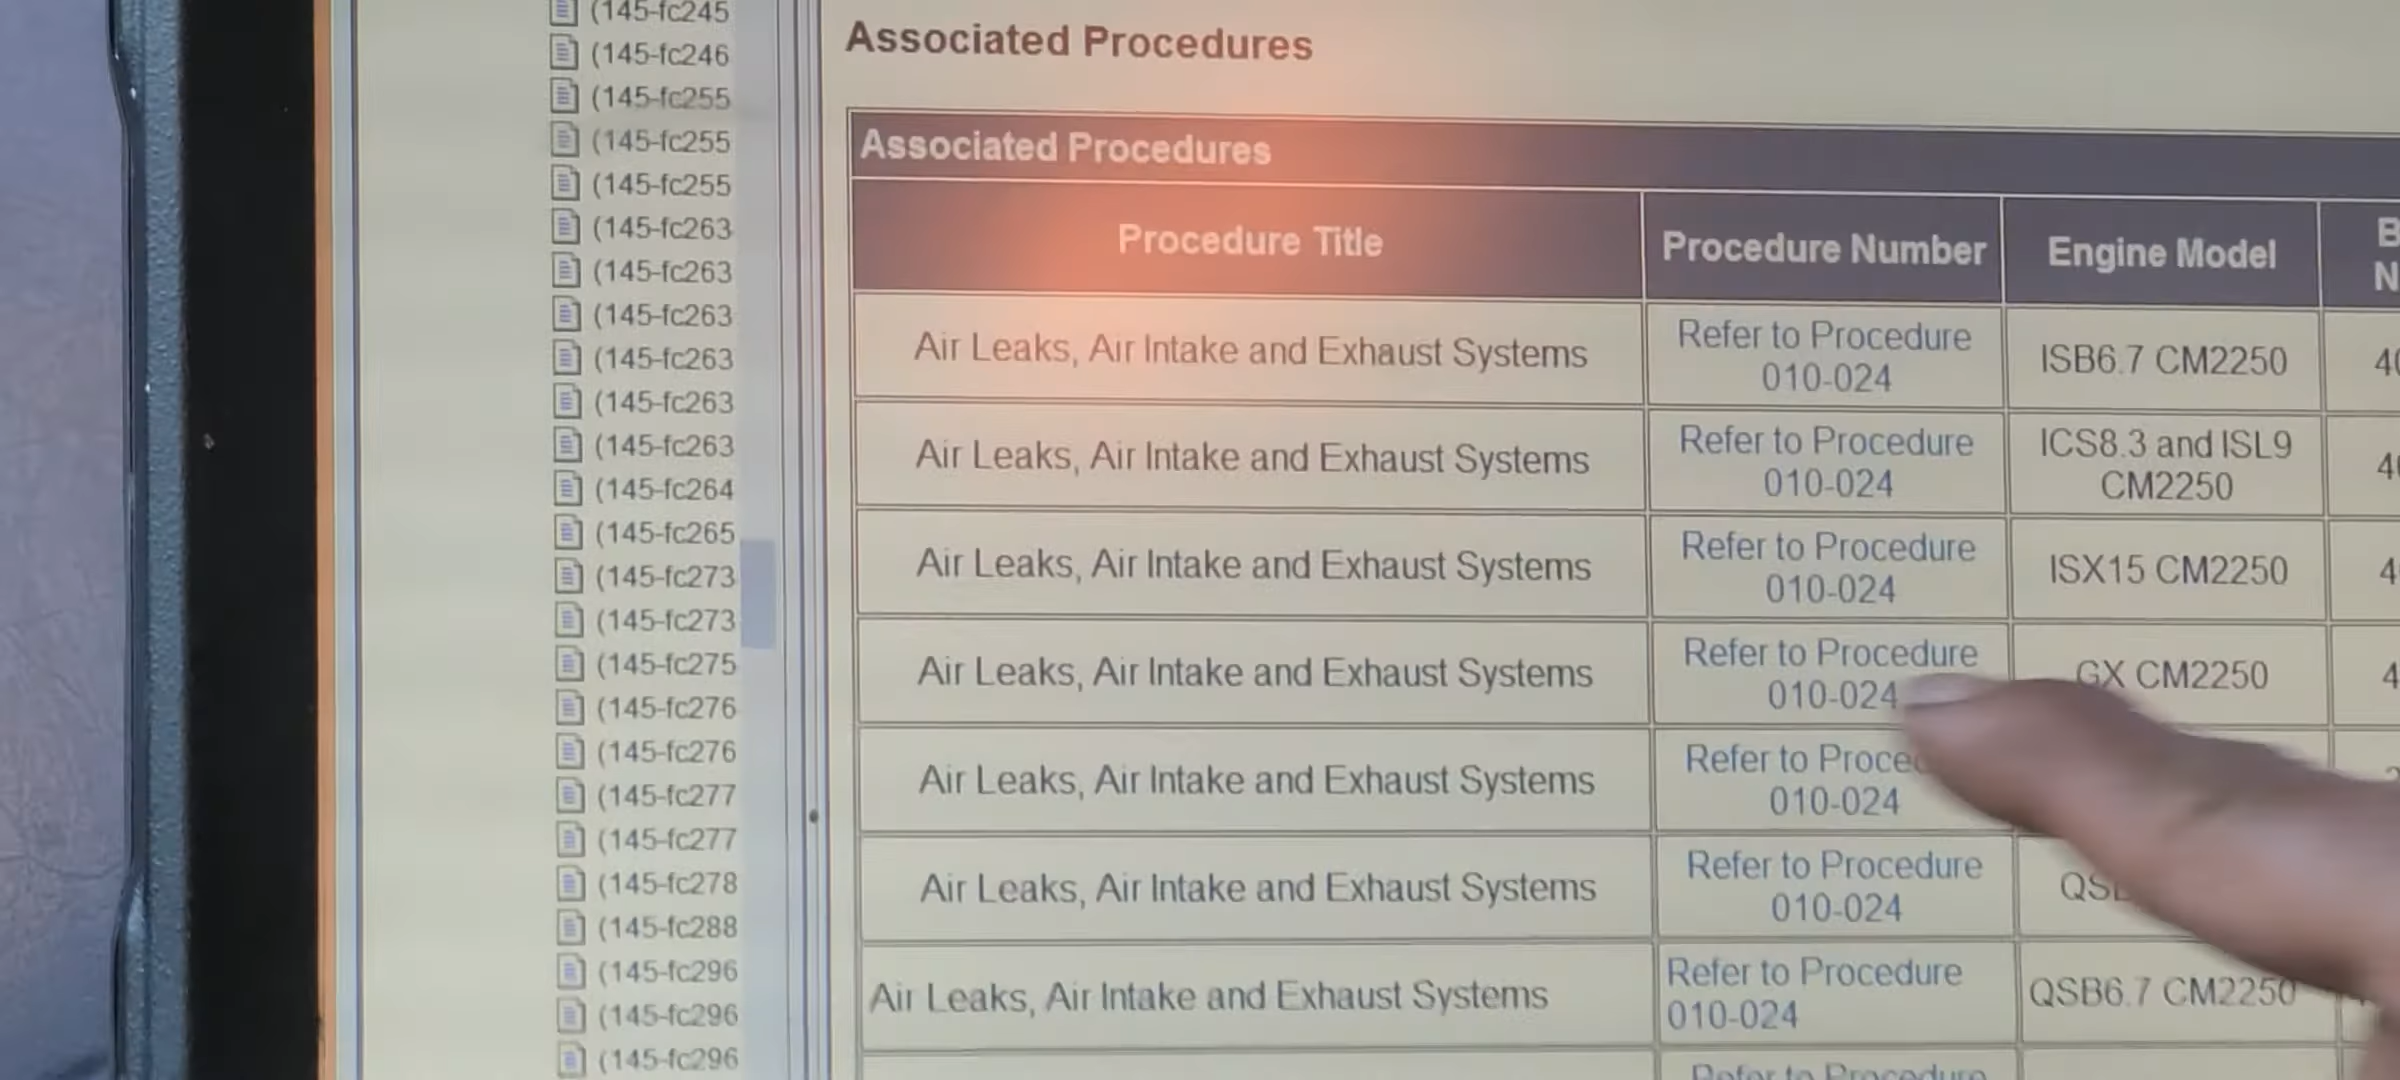 (145-fc245
(145-fc246
(145-fc255
(145-fc255
(145-fc255
(145-fc263
(145-fc263
(145-fc263
(145-fc263
(145-fc263
(145-fc263
(145-fc264
(145-fc265
(145-fc273
(145-fc273
(145-fc275
(145-fc276
(145-fc276
(145-fc277
(145-fc277
(145-fc278
(145-fc288
(145-fc296
(145-fc296
(145-fc296
Associated Procedures
Associated Procedures
Procedure Title
Procedure Number
Engine Model
Air Leaks, Air Intake and Exhaust Systems
Refer to Procedure
010-024
ISB6.7 CM2250
Air Leaks, Air Intake and Exhaust Systems
Refer to Procedure
010-024
ICS8.3 and ISL9
CM2250
Air Leaks, Air Intake and Exhaust Systems
Refer to Procedure
010-024
ISX15 CM2250
Air Leaks, Air Intake and Exhaust Systems
Refer to Procedure
010-024
CM2250
Air Leaks, Air Intake and Exhaust Systems
Refer to
010-024
Air Leaks, Air Intake and Exhaust Systems
Refer to Procedure
010-024
Air Leaks, Air Intake and Exhaust Systems
Refer to Procedure
010-024
QSB6.7 CM2250
Refer to Procedure